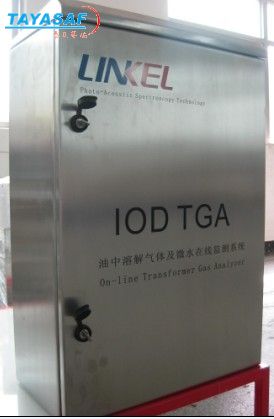 TAYASAF
LINKEL
Photo-Acoustic Spectroscopy Technology
IOD TGA
油中溶解气体及微水在线监测系统
On-line Transformer Gas Analyzer